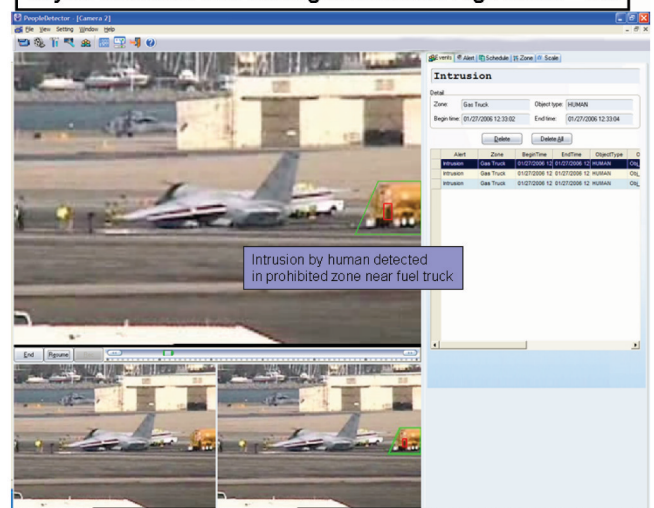 PeopleDetector - [Camera 2]
File View Setting Window Help
Events Alert Schedule Zone Scale
Intrusion
Detail
Zone: Gas Truck Object type: HUMAN
Begin time: 01/27/2006 12:33:02 End time: 01/27/2006 12:33:04
Delete Delete All
Alert Zone BeginTime EndTime ObjectType O
Intrusion Gas Truck 01/27/2006 12 01/27/2006 12 HUMAN Obj_
Intrusion Gas Truck 01/27/2006 12 01/27/2006 12 HUMAN Obj_
Intrusion Gas Truck 01/27/2006 12 01/27/2006 12 HUMAN Obj_
Intrusion by human detected
in prohibited zone near fuel truck
End Resume